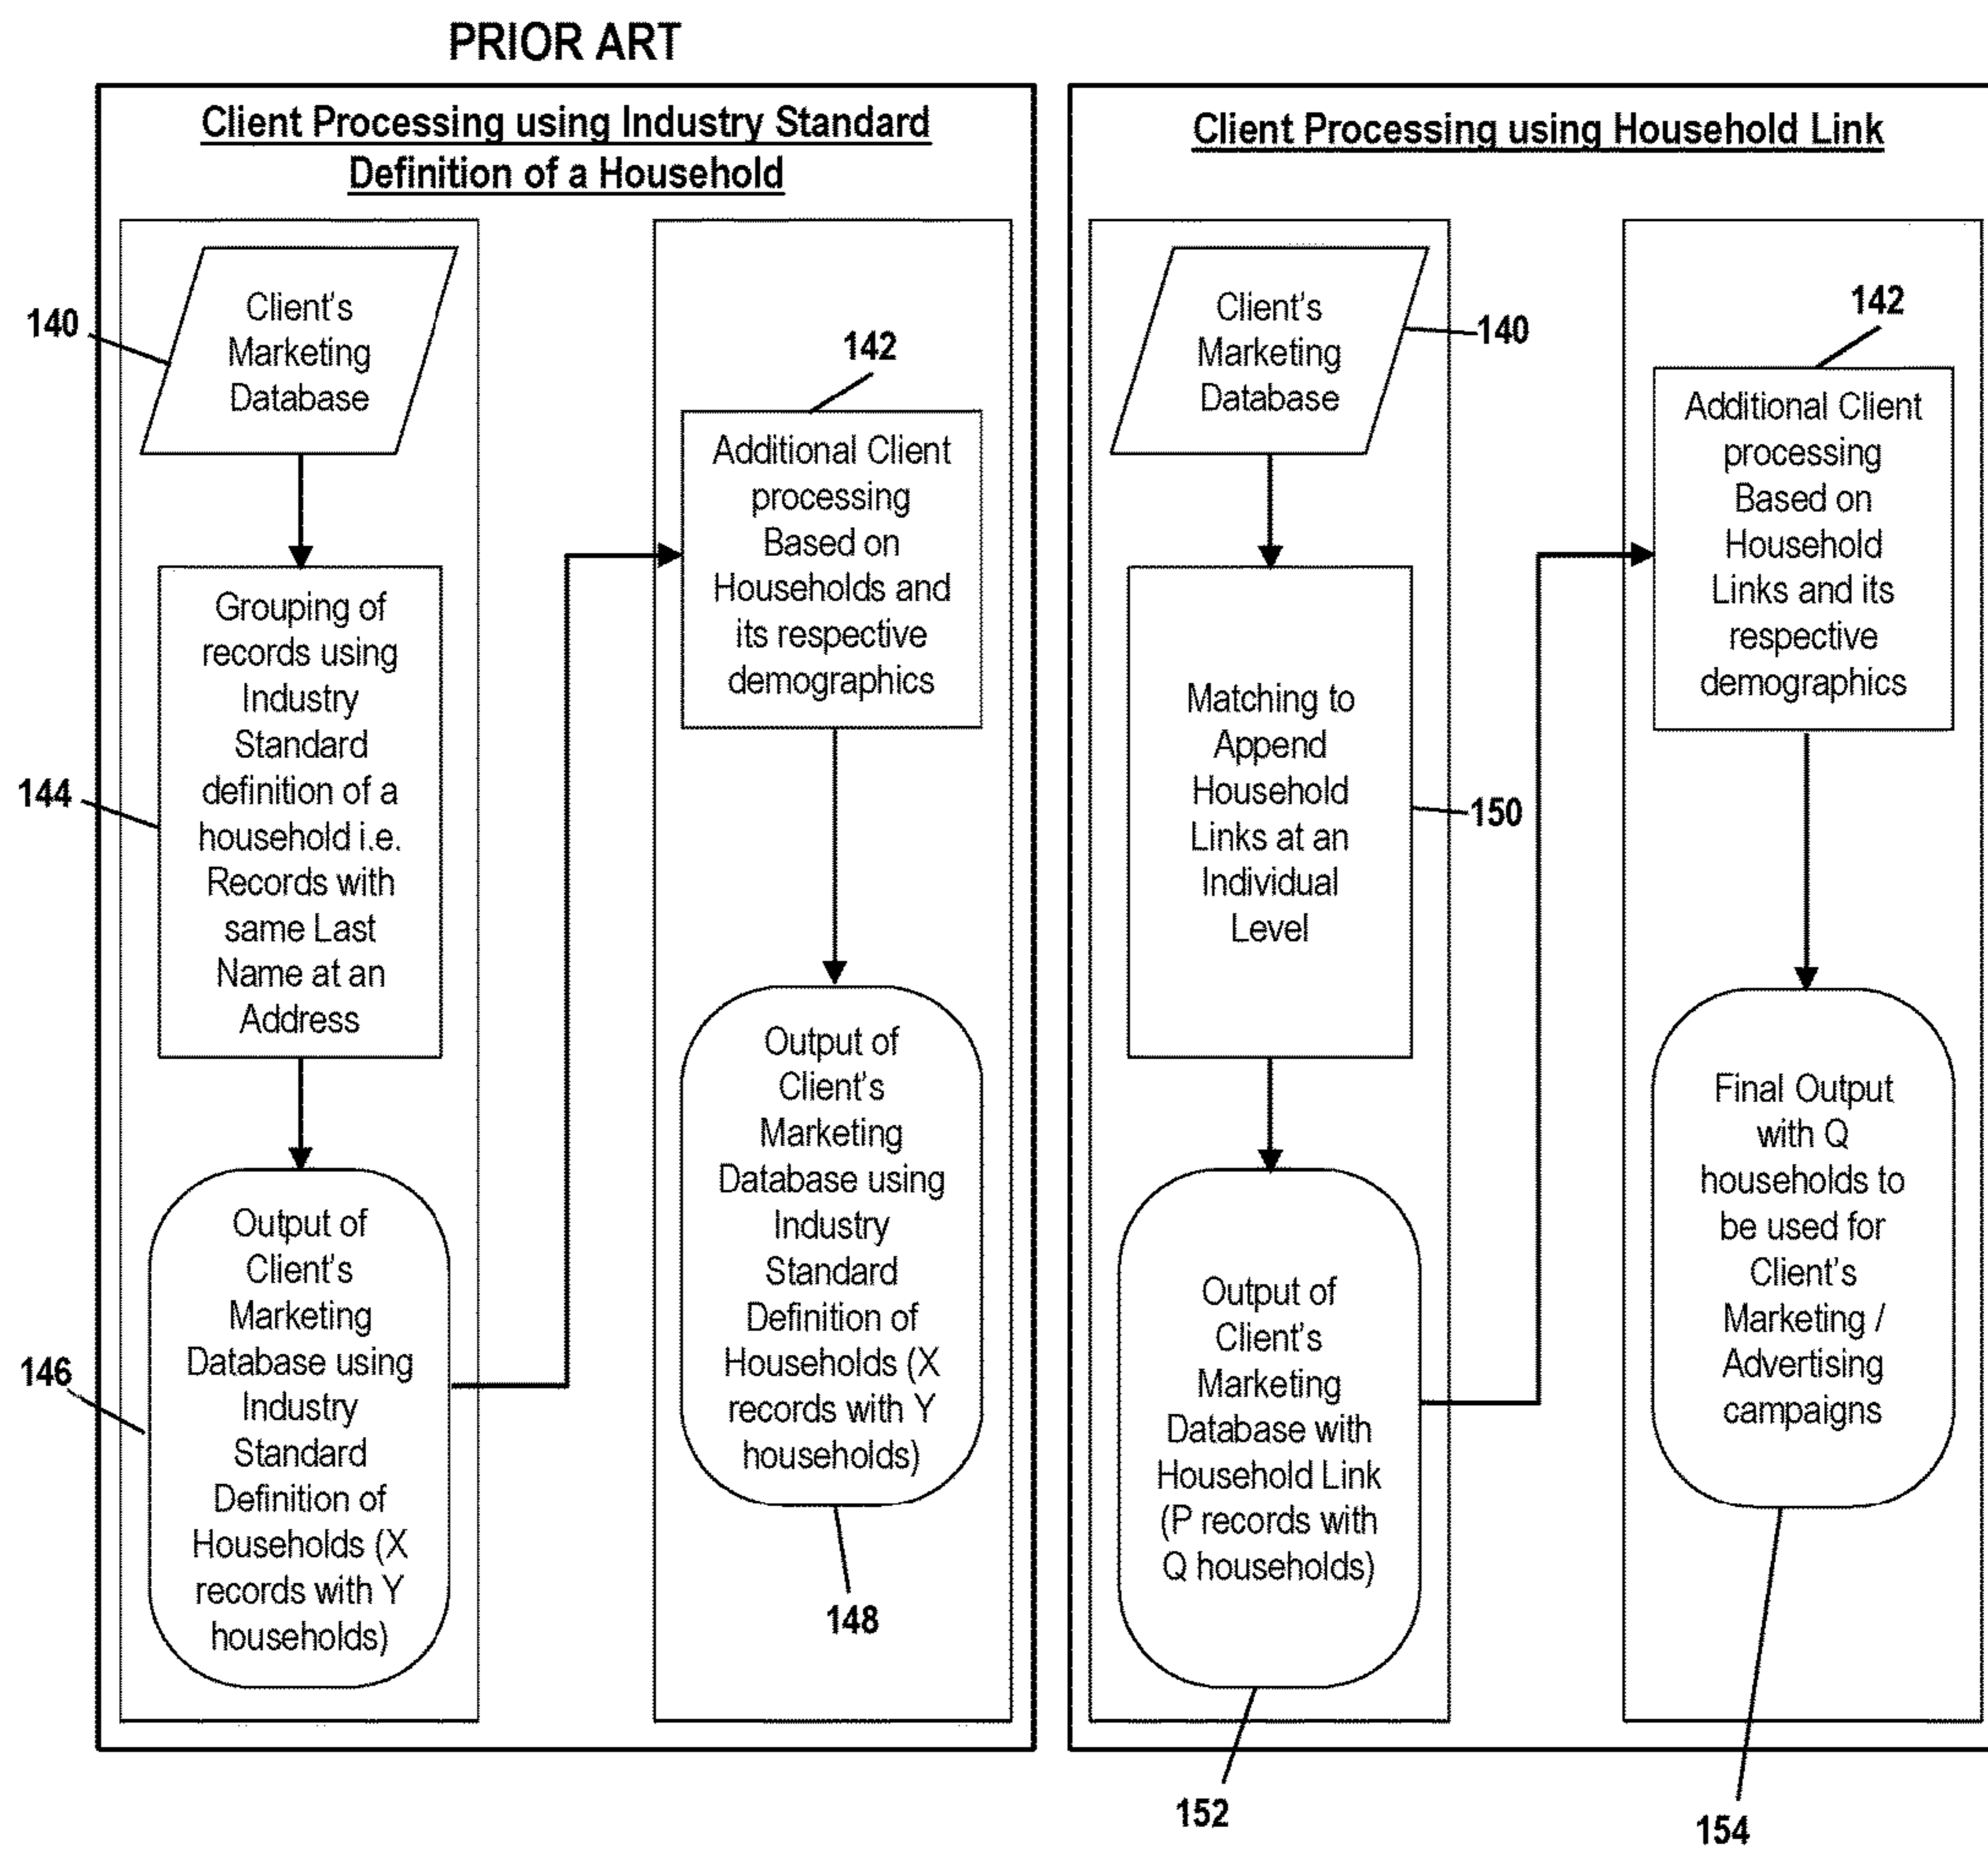 PRIOR ART
Client Processing using Industry Standard
Definition of a Household
140
Client's
Marketing
Database
144
Grouping of
records using
Industry
Standard
definition of a
household i.e.
Records with
same Last
Name at an
Address
146
Output of
Client's
Marketing
Database using
Industry
Standard
Definition of
Households (X
records with Y
households)
142
Additional Client
processing
Based on
Households and
its respective
demographics
Output of
Client's
Marketing
Database using
Industry
Standard
Definition of
Households (X
records with Y
households)
148
Client Processing using Household Link
Client's
Marketing
Database
140
Matching to
Append
Household
Links at an
Individual
Level
150
Output of
Client's
Marketing
Database with
Household Link
(P records with
Q households)
152
142
Additional Client
processing
Based on
Household
Links and its
respective
demographics
Final Output
with Q
households to
be used for
Client's
Marketing /
Advertising
campaigns
154